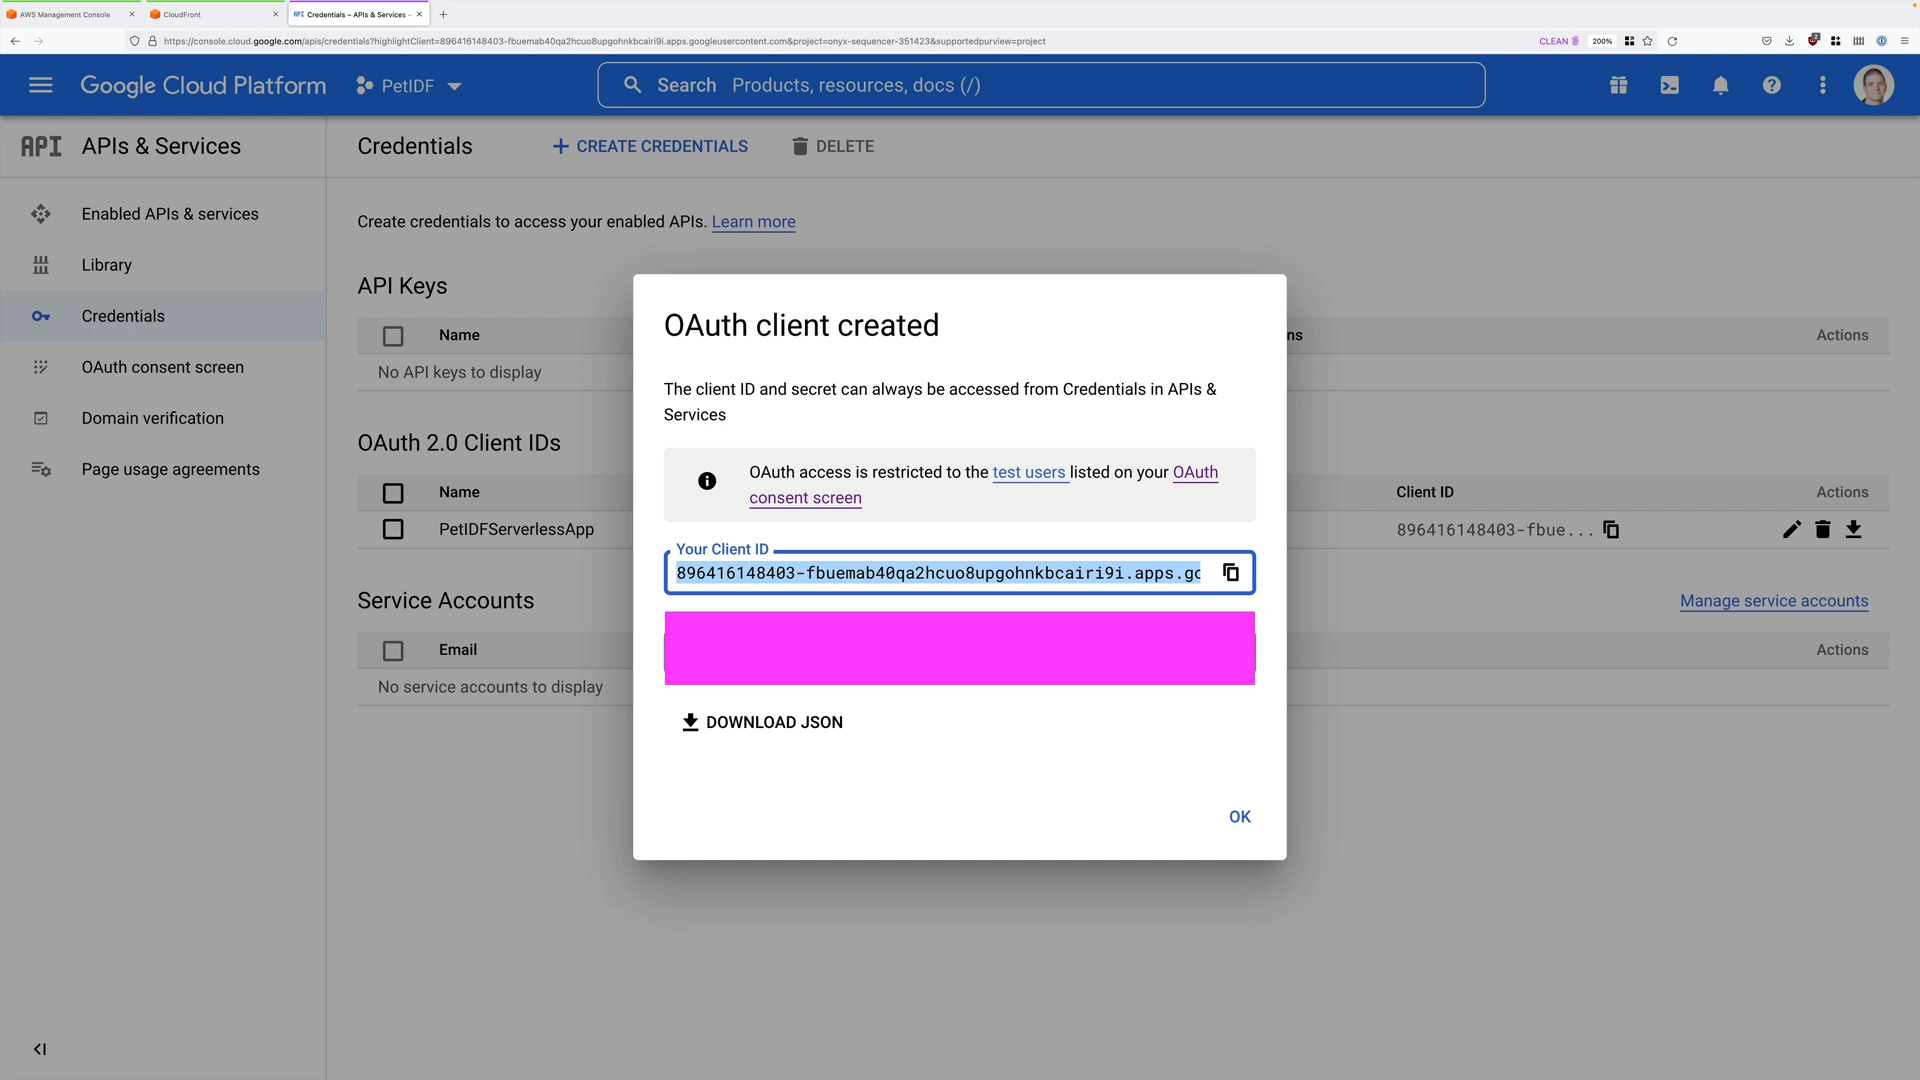 AWS Management Console
CloudFront
API Credentials – APIs & Services –
https://console.cloud.google.com/apis/credentials?highlightClient=896416148403-fbuemab40qa2hcuo8upgohnkbcairi9i.apps.googleusercontent.com&project=onyx-sequencer-351423&supportedpurview=project
CLEAN
200%
Google Cloud Platform
PetIDF
Search Products, resources, docs (/)
API APIs & Services
Credentials
+ CREATE CREDENTIALS
DELETE
Enabled APIs & services
Library
Credentials
OAuth consent screen
Domain verification
Page usage agreements
Create credentials to access your enabled APIs. Learn more
API Keys
Name
ns
Actions
No API keys to display
OAuth 2.0 Client IDs
Name
Client ID
Actions
PetIDFServerlessApp
896416148403-fbue...
Service Accounts
Manage service accounts
Email
Actions
No service accounts to display
OAuth client created
The client ID and secret can always be accessed from Credentials in APIs &
Services
OAuth access is restricted to the test users listed on your OAuth
consent screen
Your Client ID
896416148403-fbuemab40qa2hcuo8upgohnkbcairi9i.apps.gc
DOWNLOAD JSON
OK